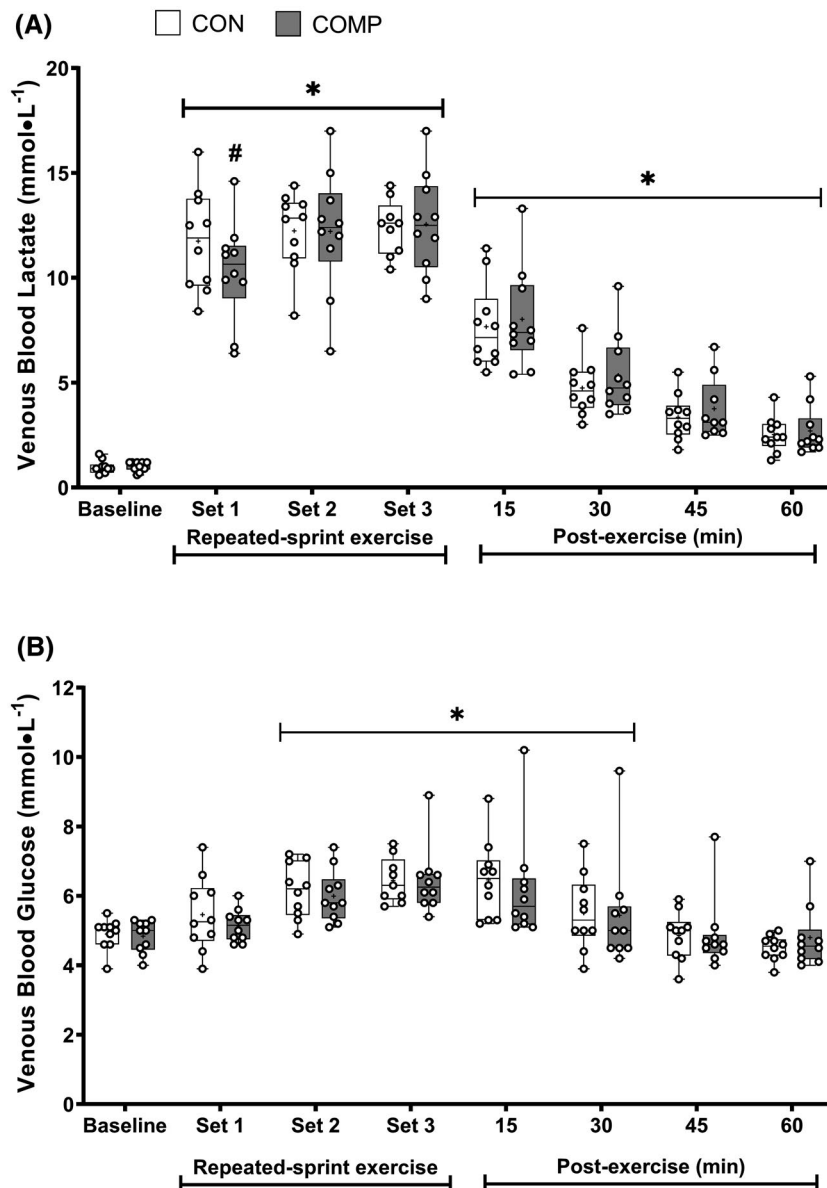 (A)
CON COMP
Venous Blood Lactate (mmol•L⁻¹)
20
15
10
5
0
*
#
*
Baseline Set 1 Set 2 Set 3 15 30 45 60
Repeated-sprint exercise Post-exercise (min)
(B)
Venous Blood Glucose (mmol•L⁻¹)
12
10
8
6
4
2
0
*
Baseline Set 1 Set 2 Set 3 15 30 45 60
Repeated-sprint exercise Post-exercise (min)